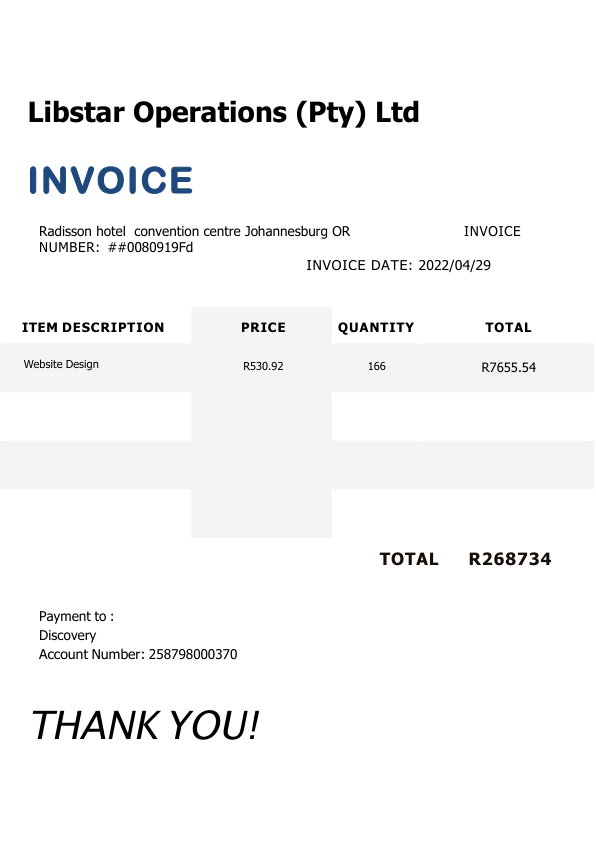 Libstar Operations (Pty) Ltd
INVOICE
Radisson hotel  convention centre Johannesburg OR INVOICE
NUMBER:  ##0080919Fd
INVOICE DATE: 2022/04/29
ITEM DESCRIPTION PRICE QUANTITY TOTAL
Website Design R530.92 166 R7655.54
TOTAL R268734
Payment to :
Discovery
Account Number: 258798000370
THANK YOU!